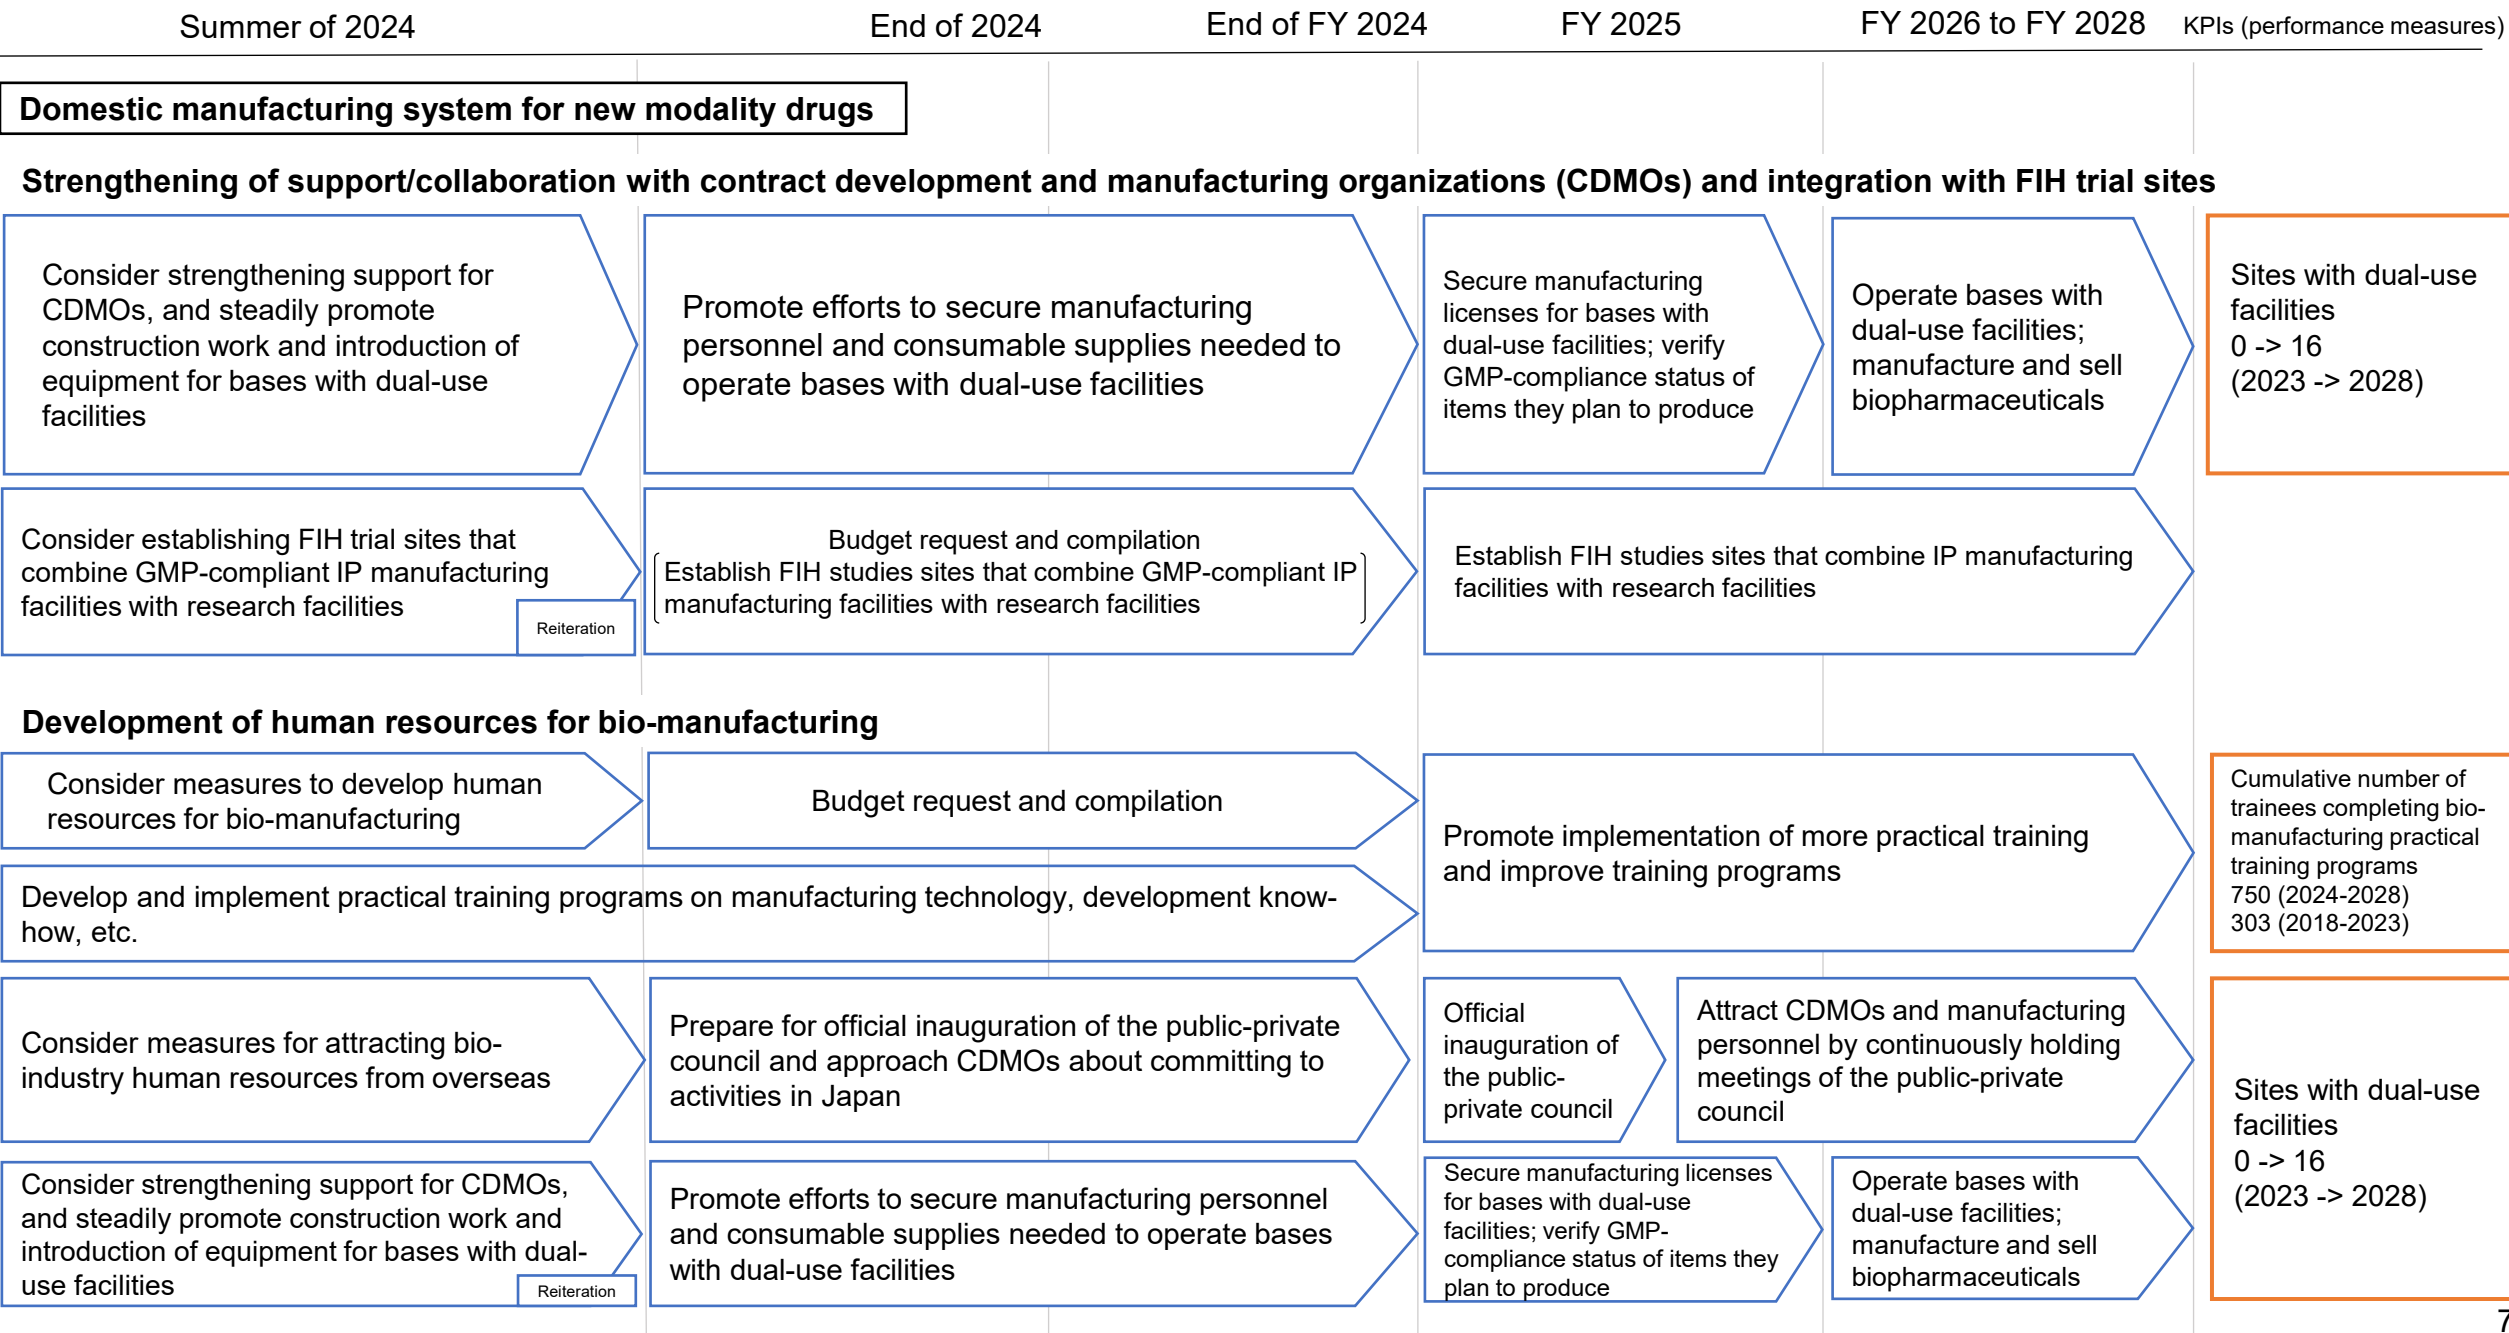 Summer of 2024
End of 2024
End of FY 2024
FY 2025
FY 2026 to FY 2028
KPIs (performance measures)
Domestic manufacturing system for new modality drugs
Strengthening of support/collaboration with contract development and manufacturing organizations (CDMOs) and integration with FIH trial sites
Consider strengthening support for
CDMOs, and steadily promote
construction work and introduction of
equipment for bases with dual-use
facilities
Promote efforts to secure manufacturing
personnel and consumable supplies needed to
operate bases with dual-use facilities
Secure manufacturing
licenses for bases with
dual-use facilities; verify
GMP-compliance status of
items they plan to produce
Operate bases with
dual-use facilities;
manufacture and sell
biopharmaceuticals
Sites with dual-use
facilities
0 -> 16
(2023 -> 2028)
Consider establishing FIH trial sites that
combine GMP-compliant IP manufacturing
facilities with research facilities
Reiteration
Budget request and compilation
Establish FIH studies sites that combine GMP-compliant IP
manufacturing facilities with research facilities
Establish FIH studies sites that combine IP manufacturing
facilities with research facilities
Development of human resources for bio-manufacturing
Consider measures to develop human
resources for bio-manufacturing
Budget request and compilation
Promote implementation of more practical training
and improve training programs
Cumulative number of
trainees completing bio-
manufacturing practical
training programs
750 (2024-2028)
303 (2018-2023)
Develop and implement practical training programs on manufacturing technology, development know-
how, etc.
Consider measures for attracting bio-
industry human resources from overseas
Prepare for official inauguration of the public-private
council and approach CDMOs about committing to
activities in Japan
Official
inauguration of
the public-
private council
Attract CDMOs and manufacturing
personnel by continuously holding
meetings of the public-private
council
Sites with dual-use
facilities
0 -> 16
(2023 -> 2028)
Consider strengthening support for CDMOs,
and steadily promote construction work and
introduction of equipment for bases with dual-
use facilities
Reiteration
Promote efforts to secure manufacturing personnel
and consumable supplies needed to operate bases
with dual-use facilities
Secure manufacturing licenses
for bases with dual-use
facilities; verify GMP-
compliance status of items they
plan to produce
Operate bases with
dual-use facilities;
manufacture and sell
biopharmaceuticals
7